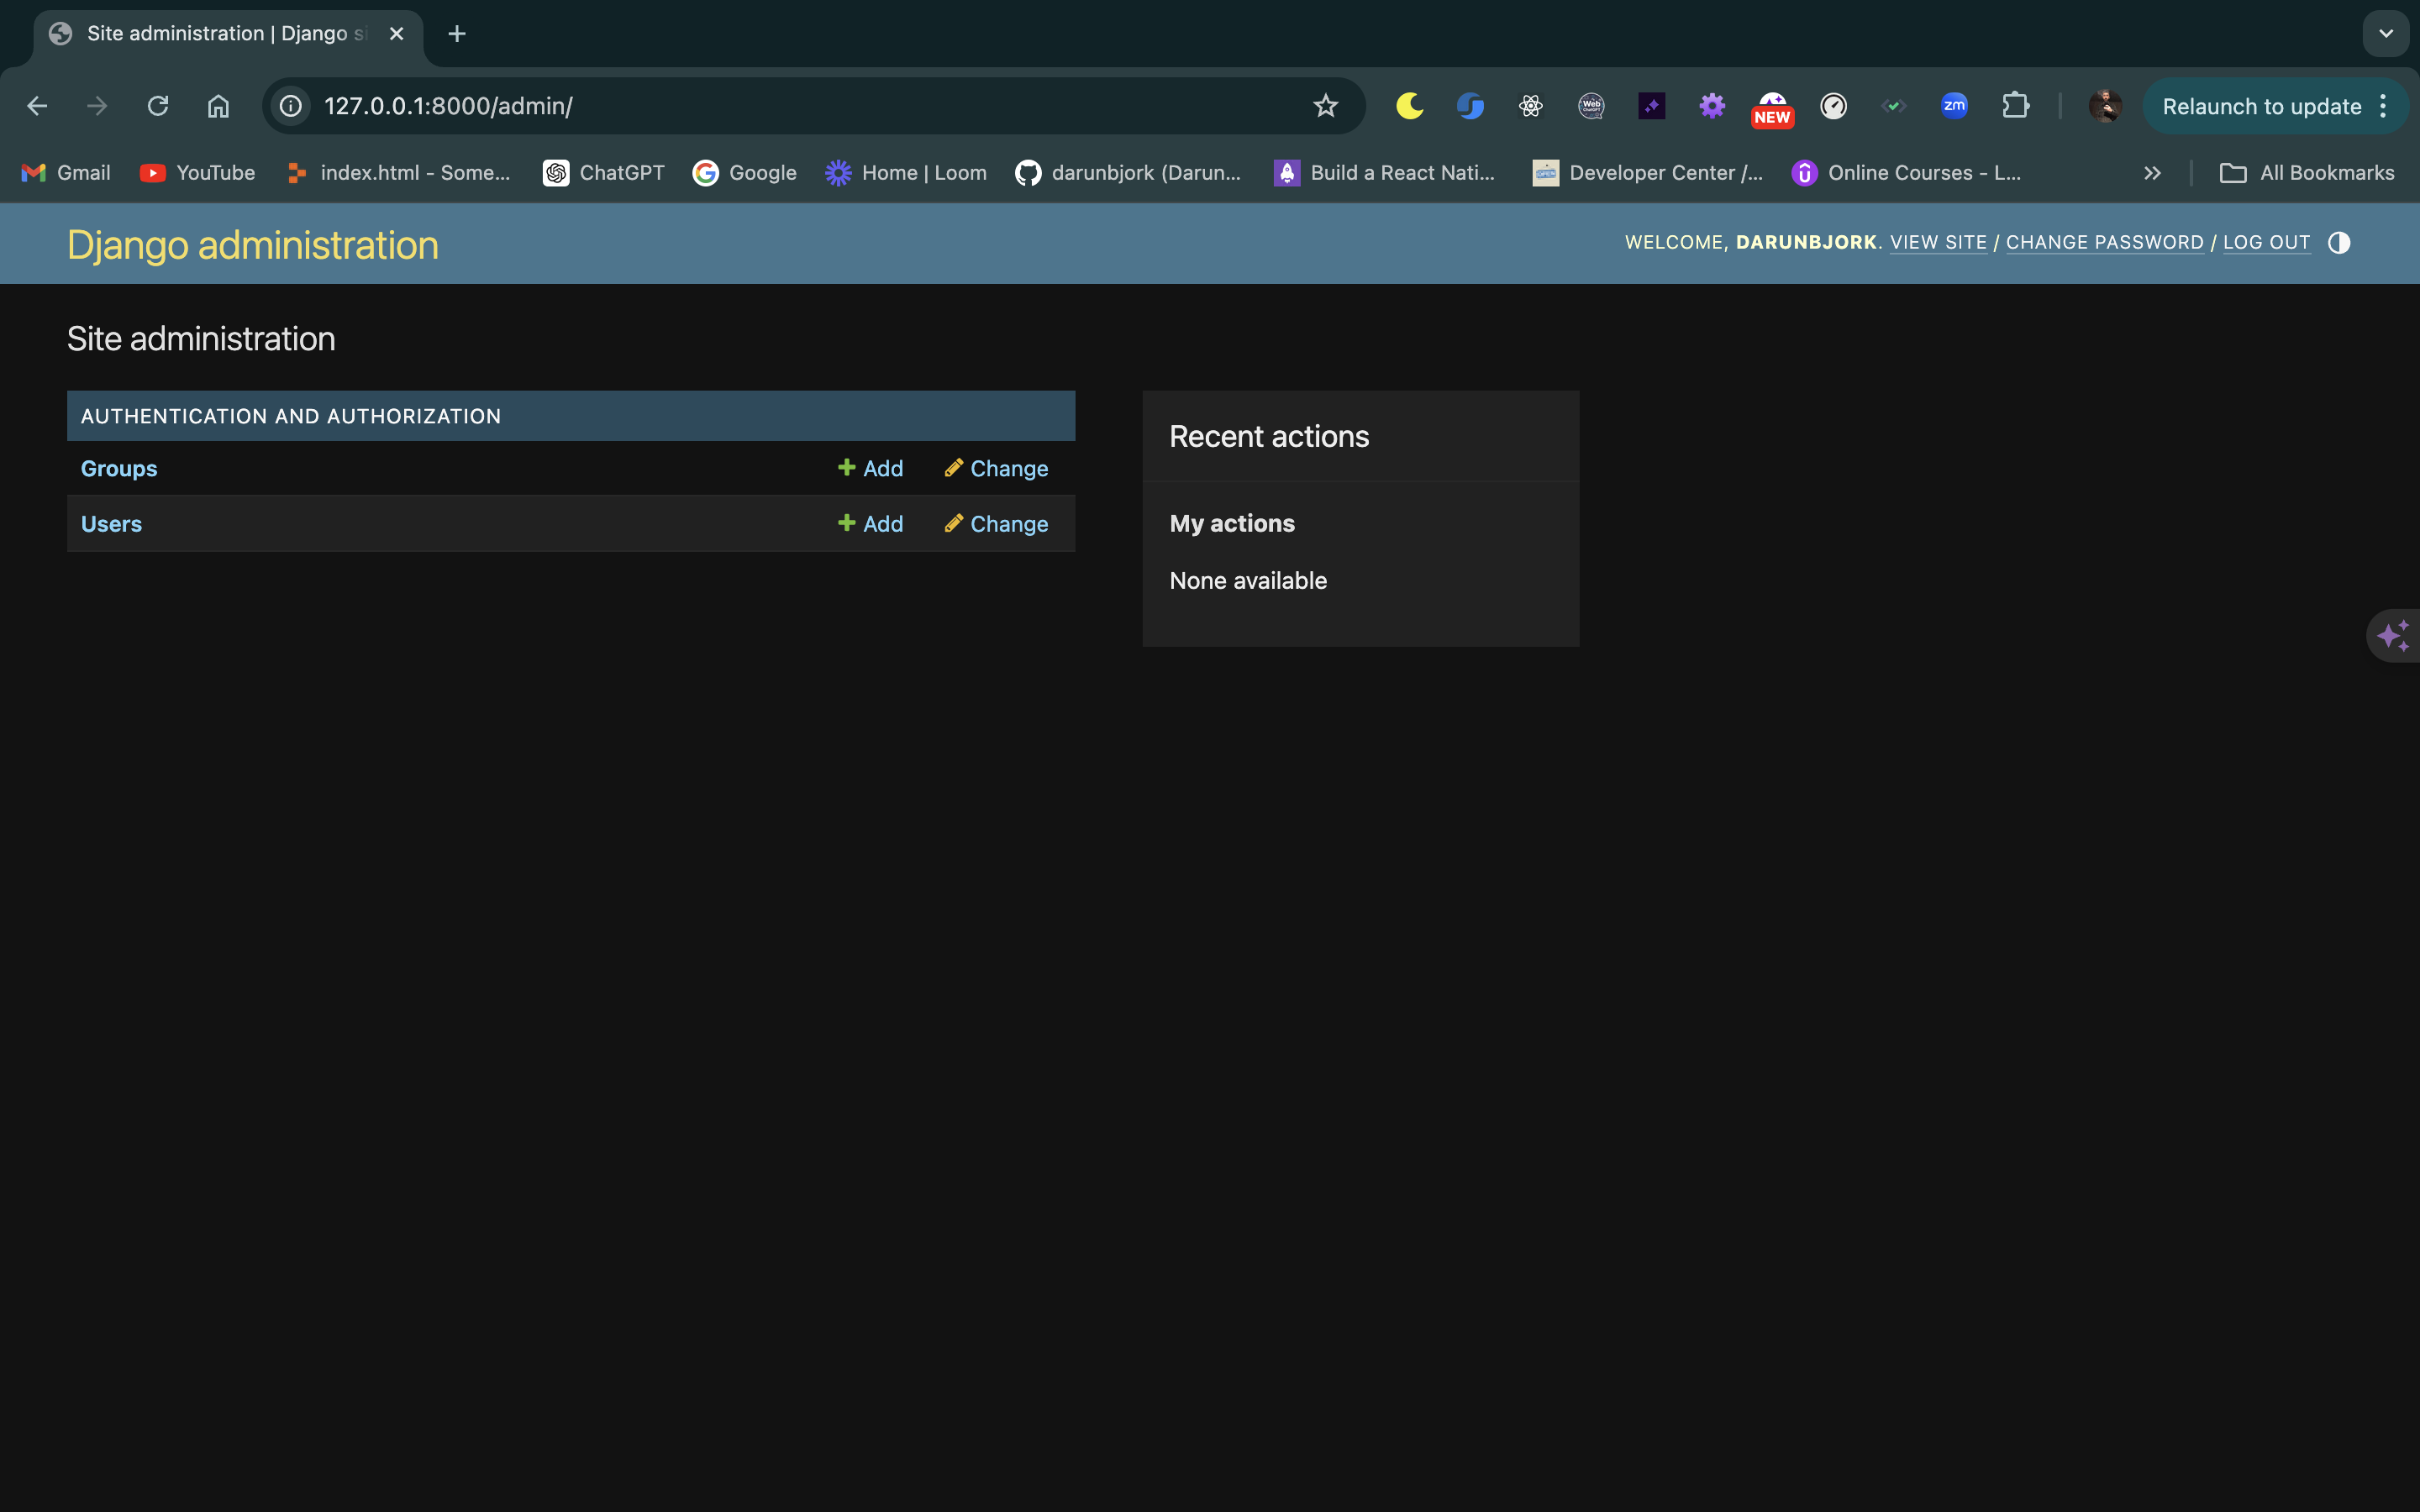 Site administration | Django si
127.0.0.1:8000/admin/
NEW
zm
Relaunch to update
Gmail
YouTube
index.html - Some...
ChatGPT
Google
Home | Loom
darunbjork (Darun...
Build a React Nati...
Developer Center /...
Online Courses - L...
All Bookmarks
Django administration
WELCOME, DARUNBJORK. VIEW SITE / CHANGE PASSWORD / LOG OUT
Site administration
AUTHENTICATION AND AUTHORIZATION
Groups Add Change
Users Add Change
Recent actions
My actions
None available